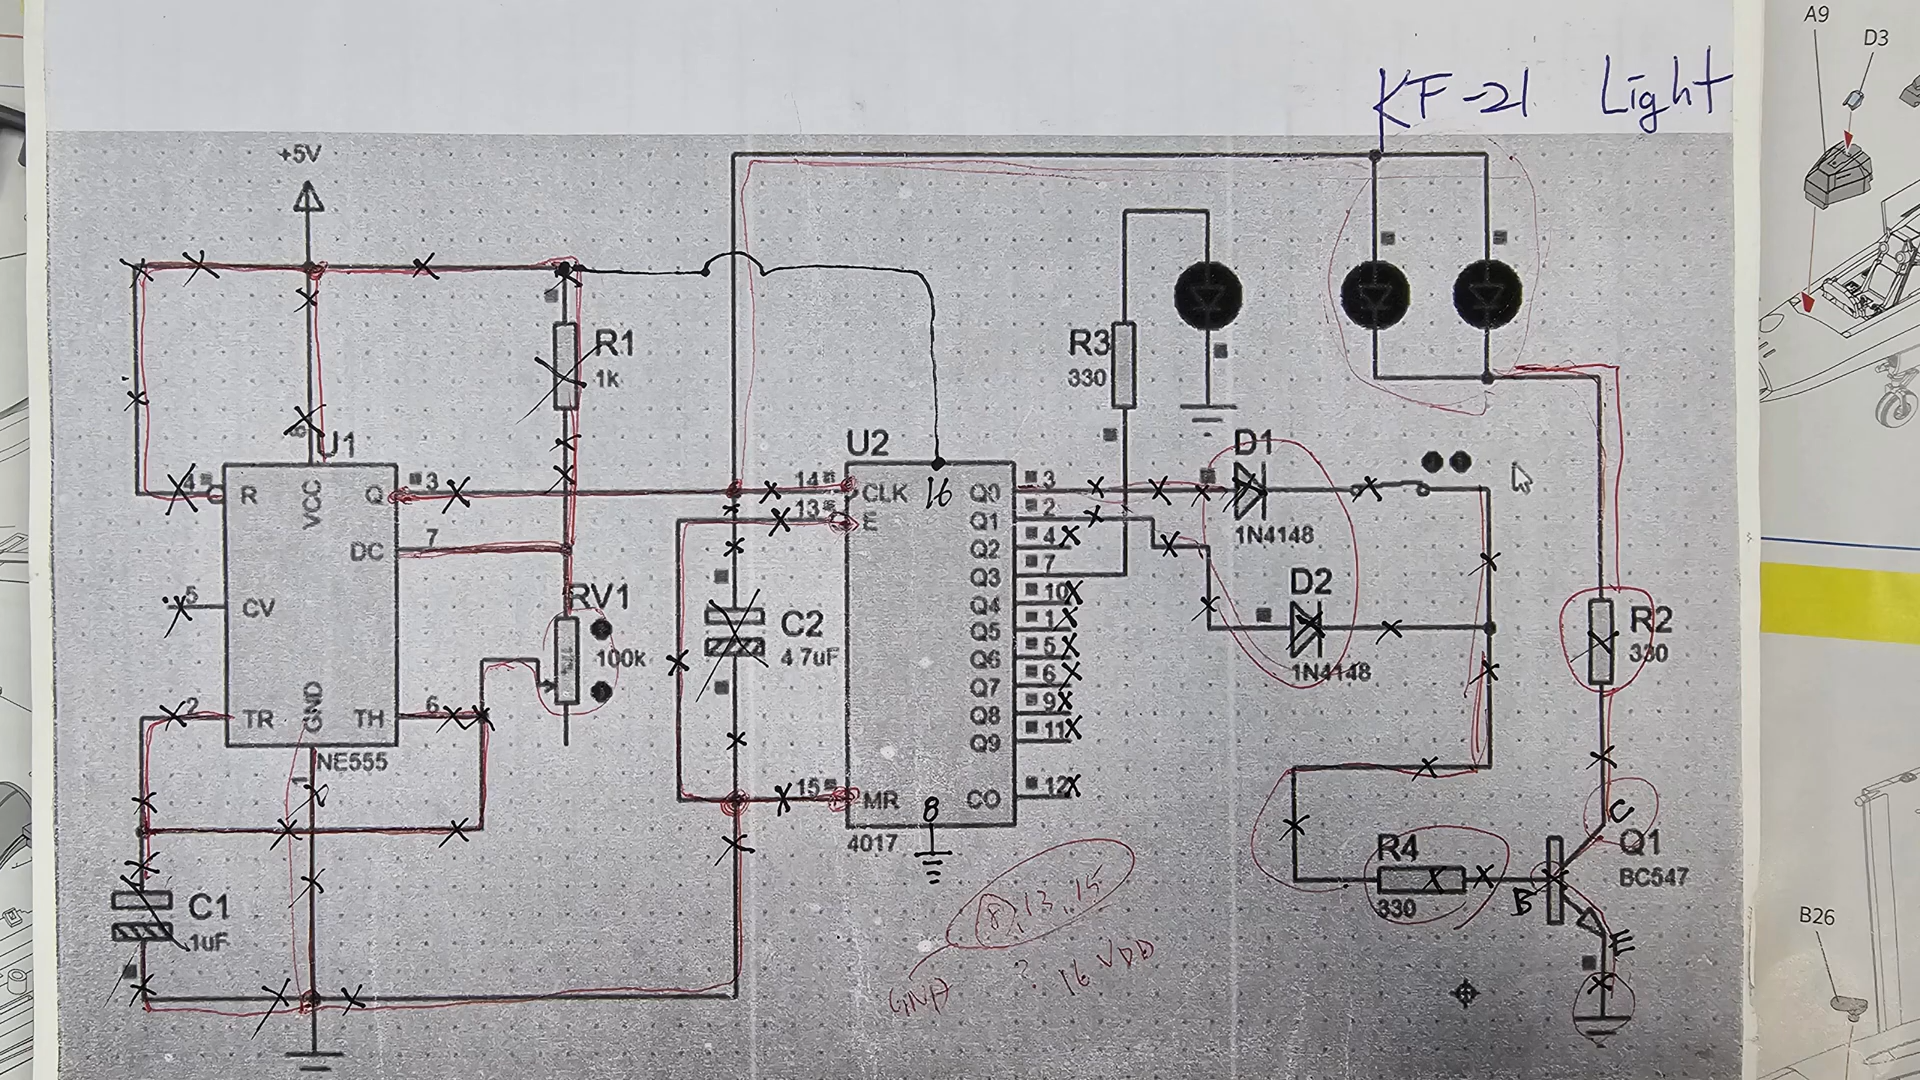 A9
D3
KF-21 Light
+5V
R1
1k
R3
330
8
U1
U2
D1
4
R
VCC
Q
3
14
CLK
16
Q0
3
1N4148
13
E
Q1
2
DC
7
Q2
4
Q3
7
5
CV
RV1
100k
C2
4.7uF
Q4
10
Q5
1
Q6
5
Q7
6
Q8
9
Q9
11
D2
1N4148
R2
330
2
TR
GND
TH
6
NE555
1
15
MR
8
CO
12
4017
C
Q1
BC547
R4
330
B
E
C1
1uF
8, 13, 15
GND
? 16 VDD
B26